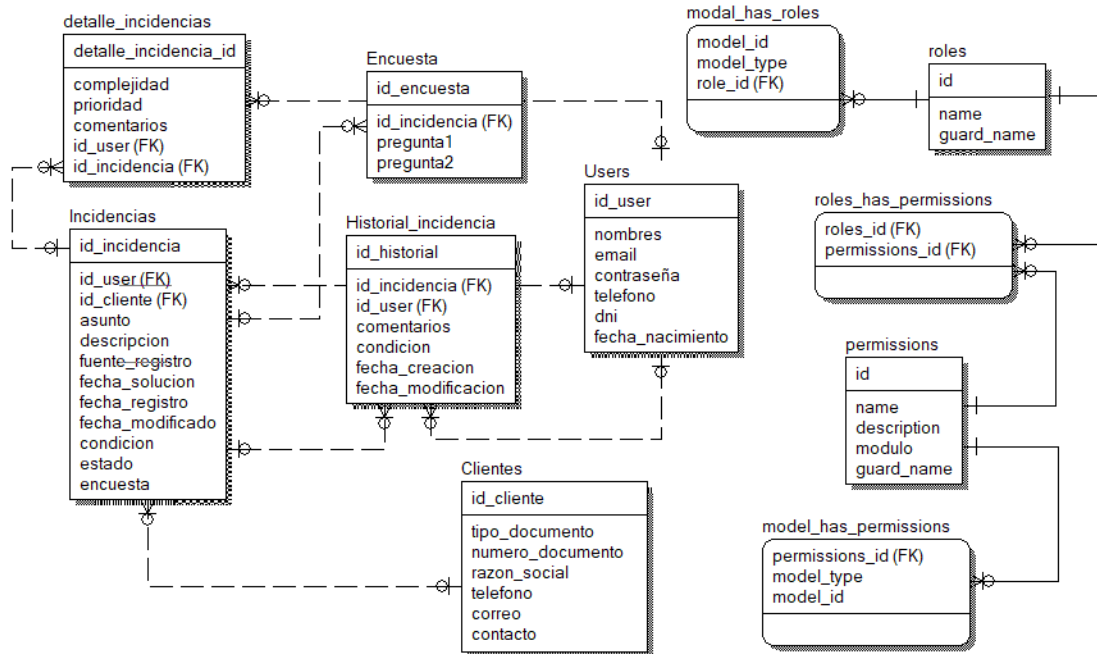 detalle_incidencias
detalle_incidencia_id
complejidad
prioridad
comentarios
id_user (FK)
id_incidencia (FK)
Encuesta
id_encuesta
id_incidencia (FK)
pregunta1
pregunta2
modal_has_roles
model_id
model_type
role_id (FK)
roles
id
name
guard_name
Incidencias
id_incidencia
id_user (FK)
id_cliente (FK)
asunto
descripcion
fuente_registro
fecha_solucion
fecha_registro
fecha_modificado
condicion
estado
encuesta
Historial_incidencia
id_historial
id_incidencia (FK)
id_user (FK)
comentarios
condicion
fecha_creacion
fecha_modificacion
Users
id_user
nombres
email
contraseña
telefono
dni
fecha_nacimiento
roles_has_permissions
roles_id (FK)
permissions_id (FK)
permissions
id
name
description
modulo
guard_name
Clientes
id_cliente
tipo_documento
numero_documento
razon_social
telefono
correo
contacto
model_has_permissions
permissions_id (FK)
model_type
model_id